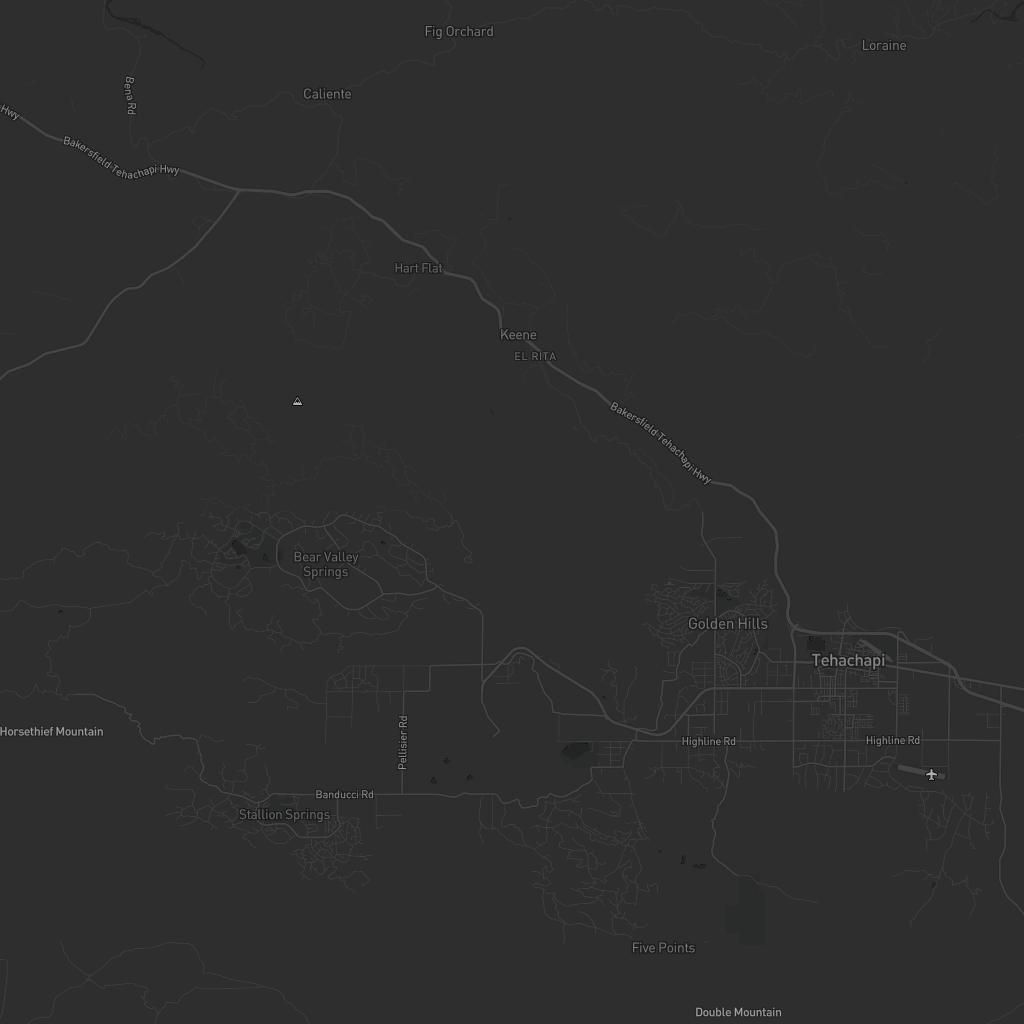 Fig Orchard
Loraine
Bena Rd
Caliente
Hwy
Bakersfield-Tehachapi Hwy
Hart Flat
Keene
EL RITA
Bakersfield-Tehachapi Hwy
Bear Valley
Springs
Golden Hills
Tehachapi
Horsethief Mountain
Pellisier Rd
Highline Rd
Highline Rd
Banducci Rd
Stallion Springs
Five Points
Double Mountain